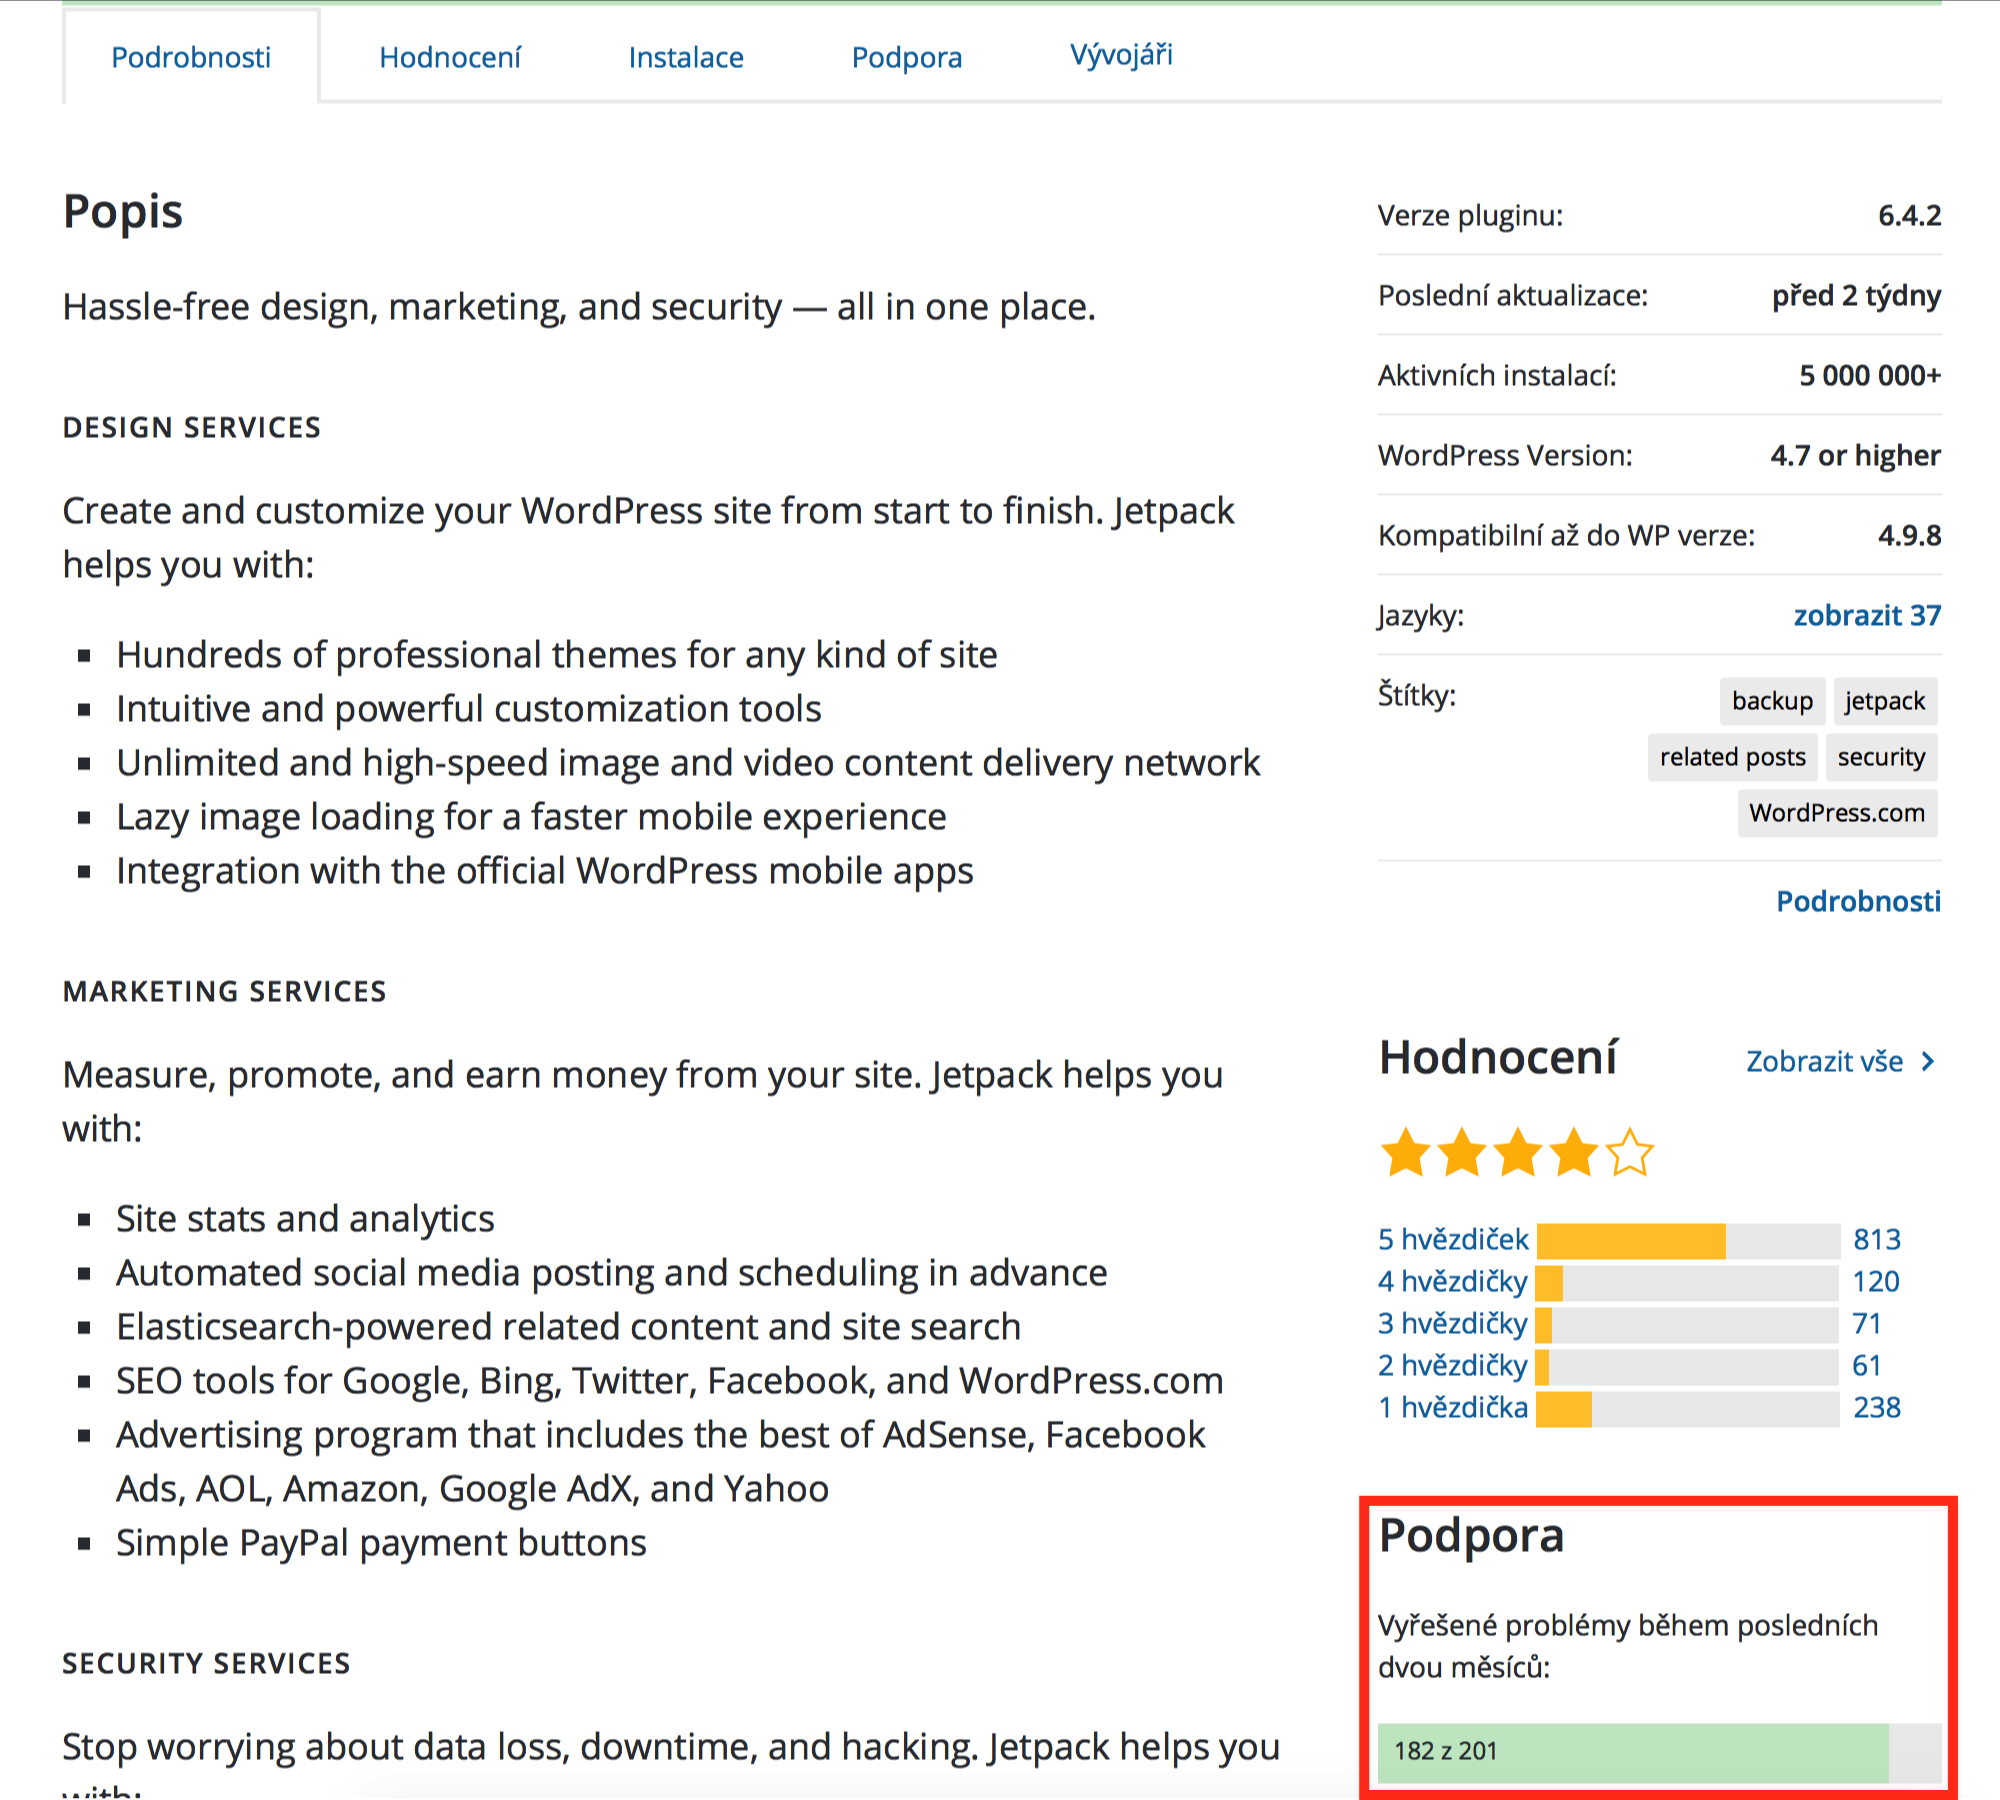 Podrobnosti
Hodnocení
Instalace
Podpora
Vývojáři
Popis
Hassle-free design, marketing, and security — all in one place.
DESIGN SERVICES
Create and customize your WordPress site from start to finish. Jetpack
helps you with:
Hundreds of professional themes for any kind of site
Intuitive and powerful customization tools
Unlimited and high-speed image and video content delivery network
Lazy image loading for a faster mobile experience
Integration with the official WordPress mobile apps
MARKETING SERVICES
Measure, promote, and earn money from your site. Jetpack helps you
with:
Site stats and analytics
Automated social media posting and scheduling in advance
Elasticsearch-powered related content and site search
SEO tools for Google, Bing, Twitter, Facebook, and WordPress.com
Advertising program that includes the best of AdSense, Facebook
Ads, AOL, Amazon, Google AdX, and Yahoo
Simple PayPal payment buttons
SECURITY SERVICES
Stop worrying about data loss, downtime, and hacking. Jetpack helps you
with:
Verze pluginu: 6.4.2
Poslední aktualizace: před 2 týdny
Aktivních instalací: 5 000 000+
WordPress Version: 4.7 or higher
Kompatibilní až do WP verze: 4.9.8
Jazyky: zobrazit 37
Štítky: backup jetpack
related posts security
WordPress.com
Podrobnosti
Hodnocení Zobrazit vše
5 hvězdiček 813
4 hvězdičky 120
3 hvězdičky 71
2 hvězdičky 61
1 hvězdička 238
Podpora
Vyřešené problémy během posledních
dvou měsíců:
182 z 201